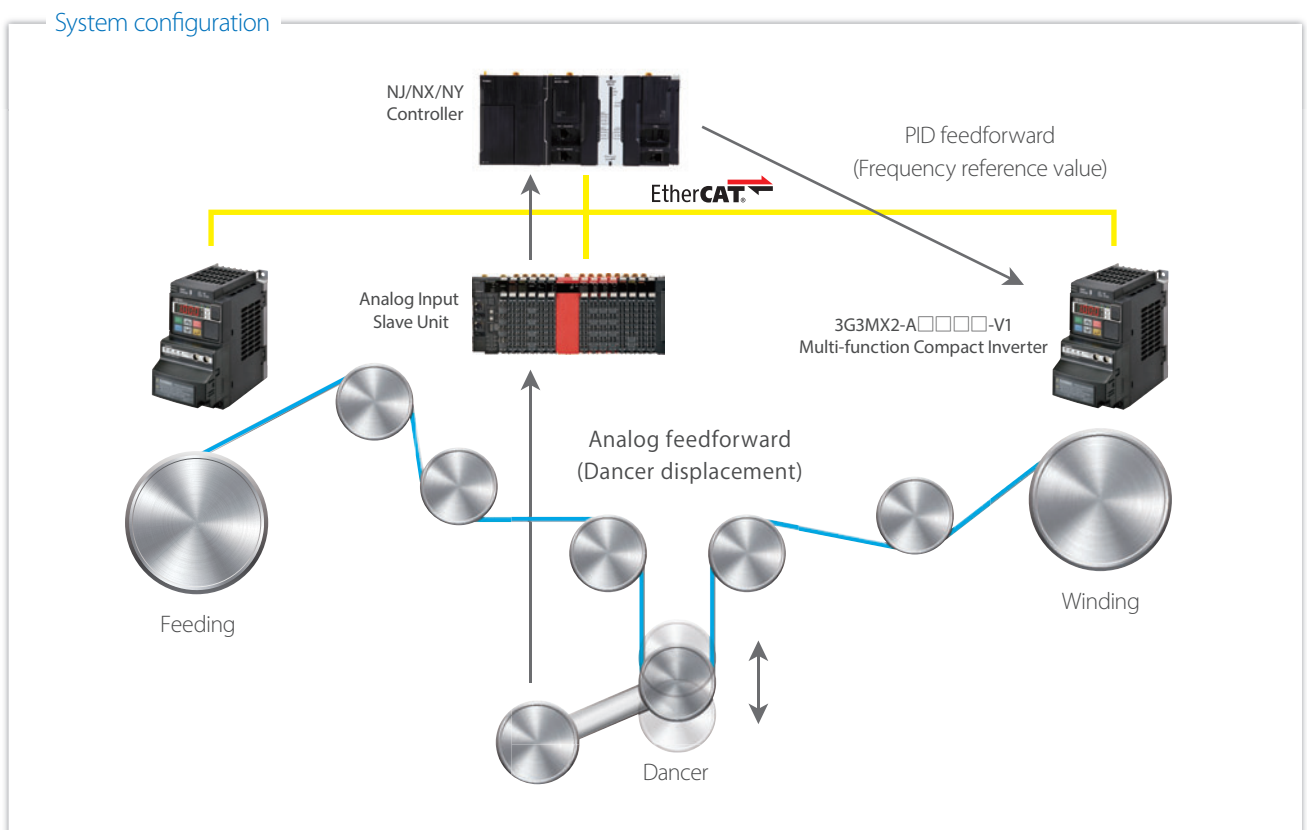 System configuration
NJ/NX/NY
Controller
PID feedforward
(Frequency reference value)
EtherCAT®
Analog Input
Slave Unit
3G3MX2-A□□□□-V1
Multi-function Compact Inverter
Analog feedforward
(Dancer displacement)
Feeding
Winding
Dancer